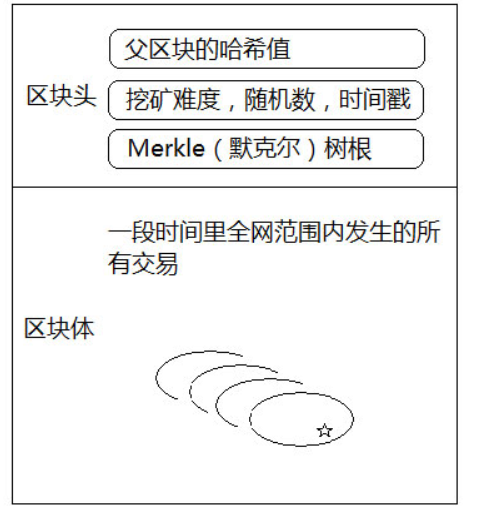 区块头
父区块的哈希值
挖矿难度，随机数，时间戳
Merkle（默克尔）树根
区块体
一段时间里全网范围内发生的所
有交易